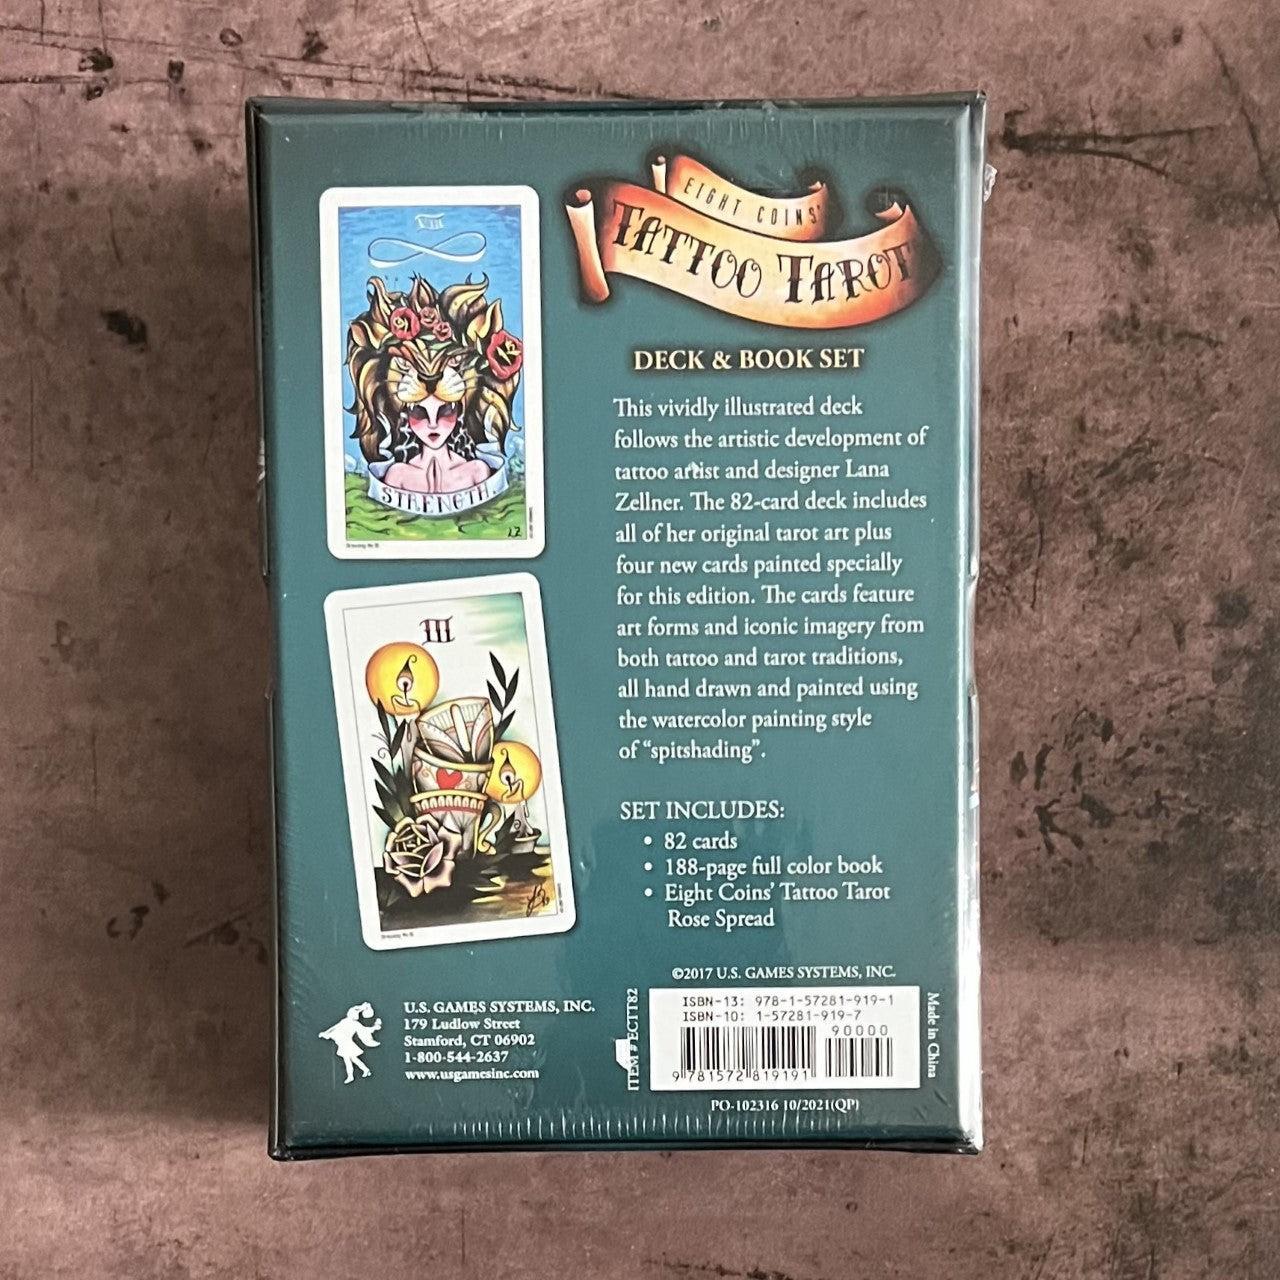 EIGHT COINS'
TATTOO TAROT
DECK & BOOK SET
This vividly illustrated deck
follows the artistic development of
tattoo artist and designer Lana
Zellner. The 82-card deck includes
all of her original tarot art plus
four new cards painted specially
for this edition. The cards feature
art forms and iconic imagery from
both tattoo and tarot traditions,
all hand drawn and painted using
the watercolor painting style
of “spitshading”.
SET INCLUDES:
• 82 cards
• 188-page full color book
• Eight Coins’ Tattoo Tarot
Rose Spread
STRENGTH.
LZ
III
U.S. GAMES SYSTEMS, INC.
179 Ludlow Street
Stamford, CT 06902
1-800-544-2637
www.usgamesinc.com
©2017 U.S. GAMES SYSTEMS, INC.
ITEM # ECTT82
ISBN-13: 978-1-57281-919-1
ISBN-10: 1-57281-919-7
90000
9 781572 819191
Made in China
PO-102316 10/2021(QP)